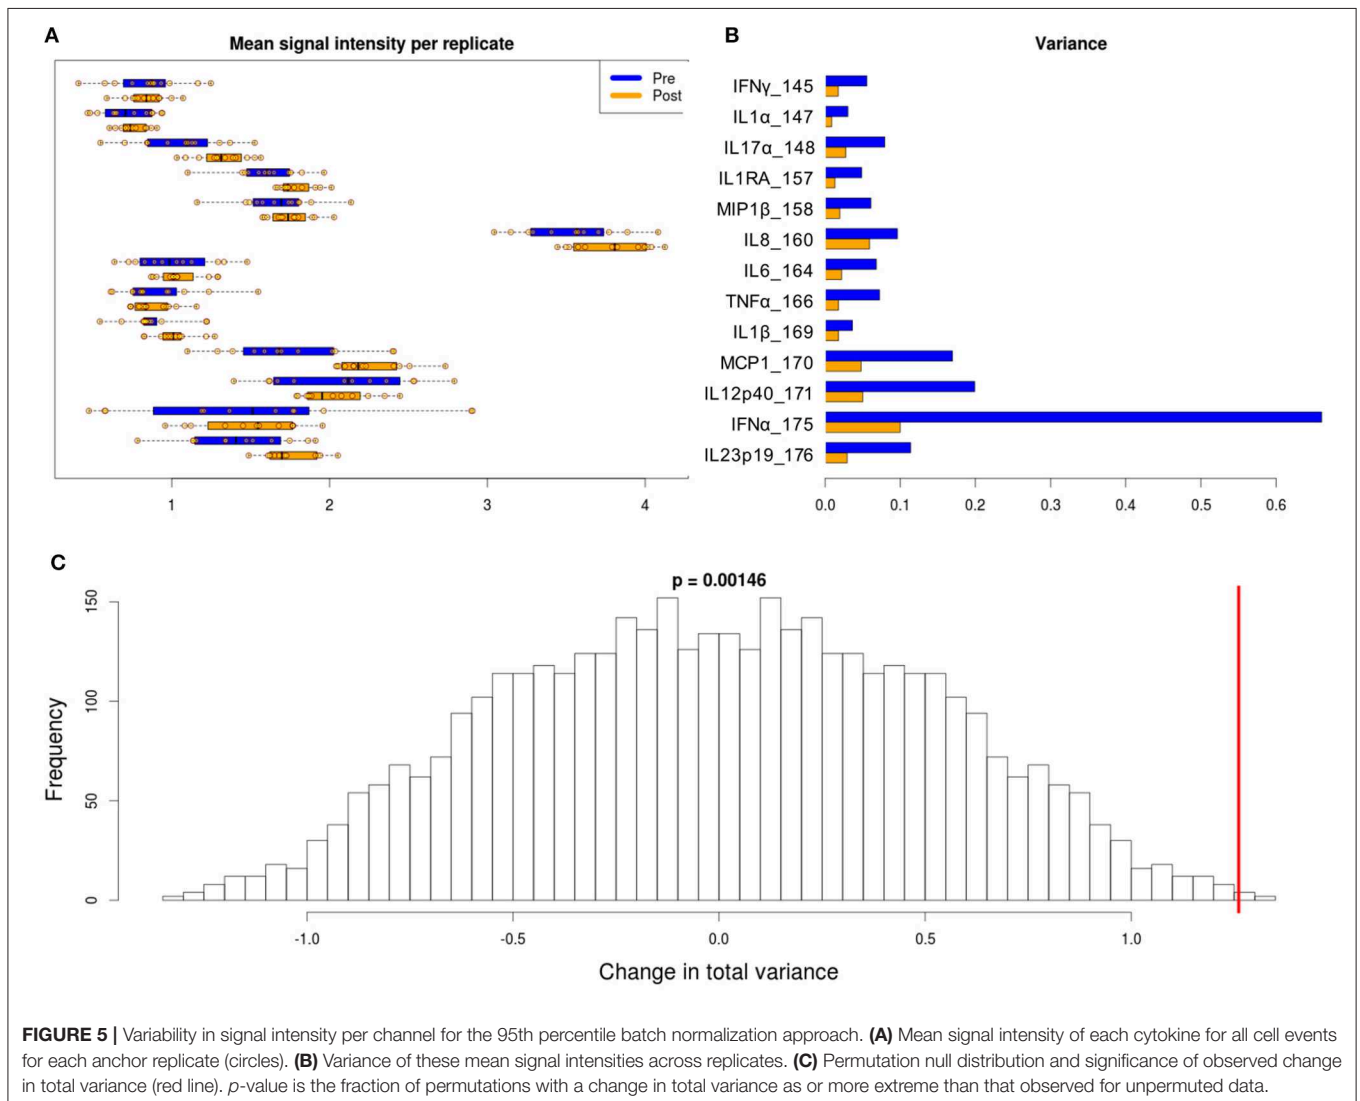 A
Mean signal intensity per replicate
Pre
Post
1 2 3 4
B
Variance
IFNγ_145
IL1α_147
IL17α_148
IL1RA_157
MIP1β_158
IL8_160
IL6_164
TNFα_166
IL1β_169
MCP1_170
IL12p40_171
IFNα_175
IL23p19_176
0.0 0.1 0.2 0.3 0.4 0.5 0.6
C
p = 0.00146
150
100
50
0
Frequency
-1.0 -0.5 0.0 0.5 1.0
Change in total variance
FIGURE 5 | Variability in signal intensity per channel for the 95th percentile batch normalization approach. (A) Mean signal intensity of each cytokine for all cell events
for each anchor replicate (circles). (B) Variance of these mean signal intensities across replicates. (C) Permutation null distribution and significance of observed change
in total variance (red line). p-value is the fraction of permutations with a change in total variance as or more extreme than that observed for unpermuted data.